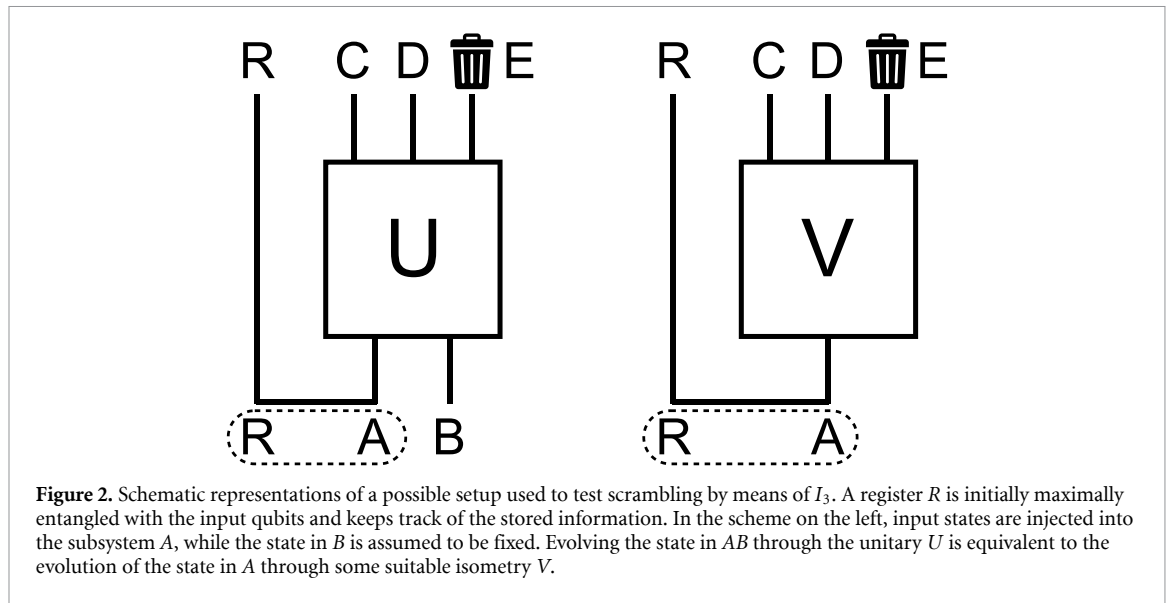 R C D E R C D E
U V
R A B R A
Figure 2. Schematic representations of a possible setup used to test scrambling by means of I₃. A register R is initially maximally
entangled with the input qubits and keeps track of the stored information. In the scheme on the left, input states are injected into
the subsystem A, while the state in B is assumed to be fixed. Evolving the state in AB through the unitary U is equivalent to the
evolution of the state in A through some suitable isometry V.